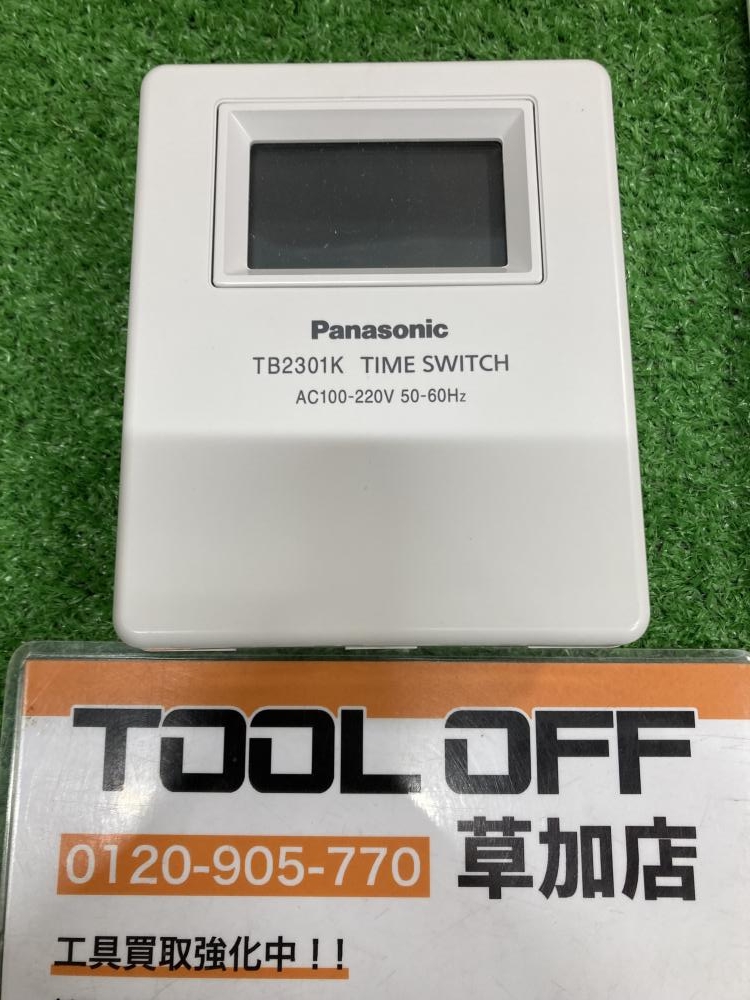 Panasonic
TB2301K TIME SWITCH
AC100-220V 50-60Hz
TOOL OFF
0120-905-770 草加店
工具買取強化中！！